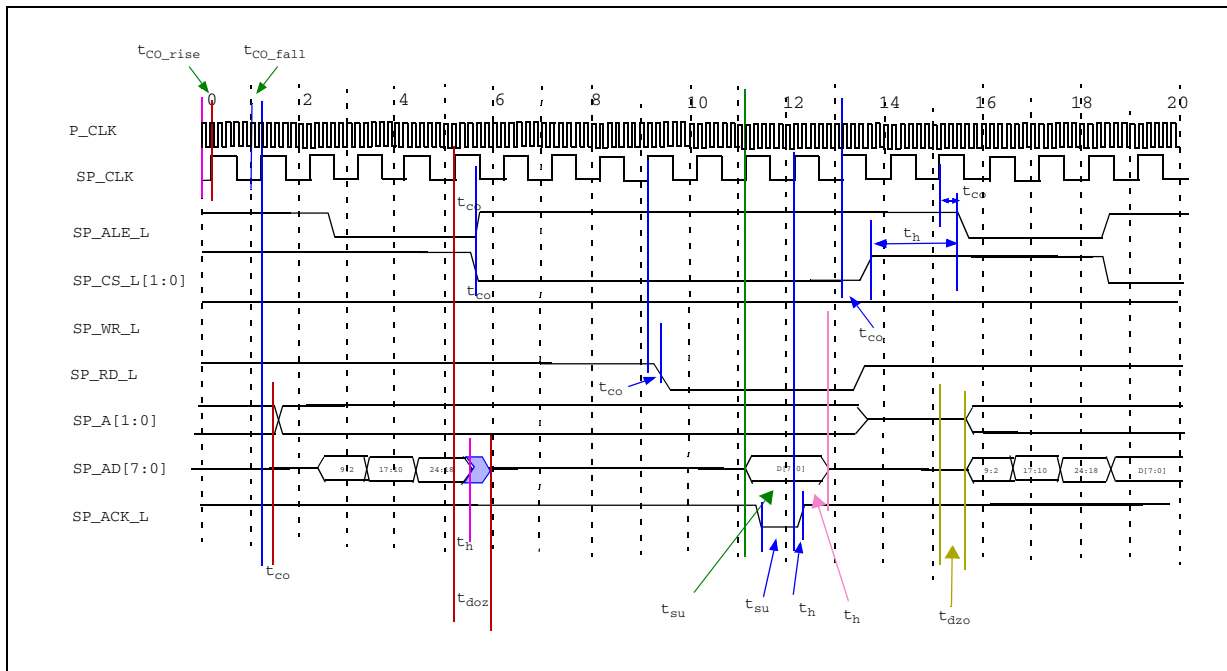 tCO_rise tCO_fall
0 2 4 6 8 10 12 14 16 18 20
P_CLK
SP_CLK
tco tco
SP_ALE_L
th
SP_CS_L[1:0]
tco
SP_WR_L
tco
SP_RD_L
tco
SP_A[1:0]
SP_AD[7:0] 9:2 17:10 24:18 D[7:0] 9:2 17:10 24:18 D[7:0]
SP_ACK_L
th
tco
tdoz tsu tsu th th tdzo